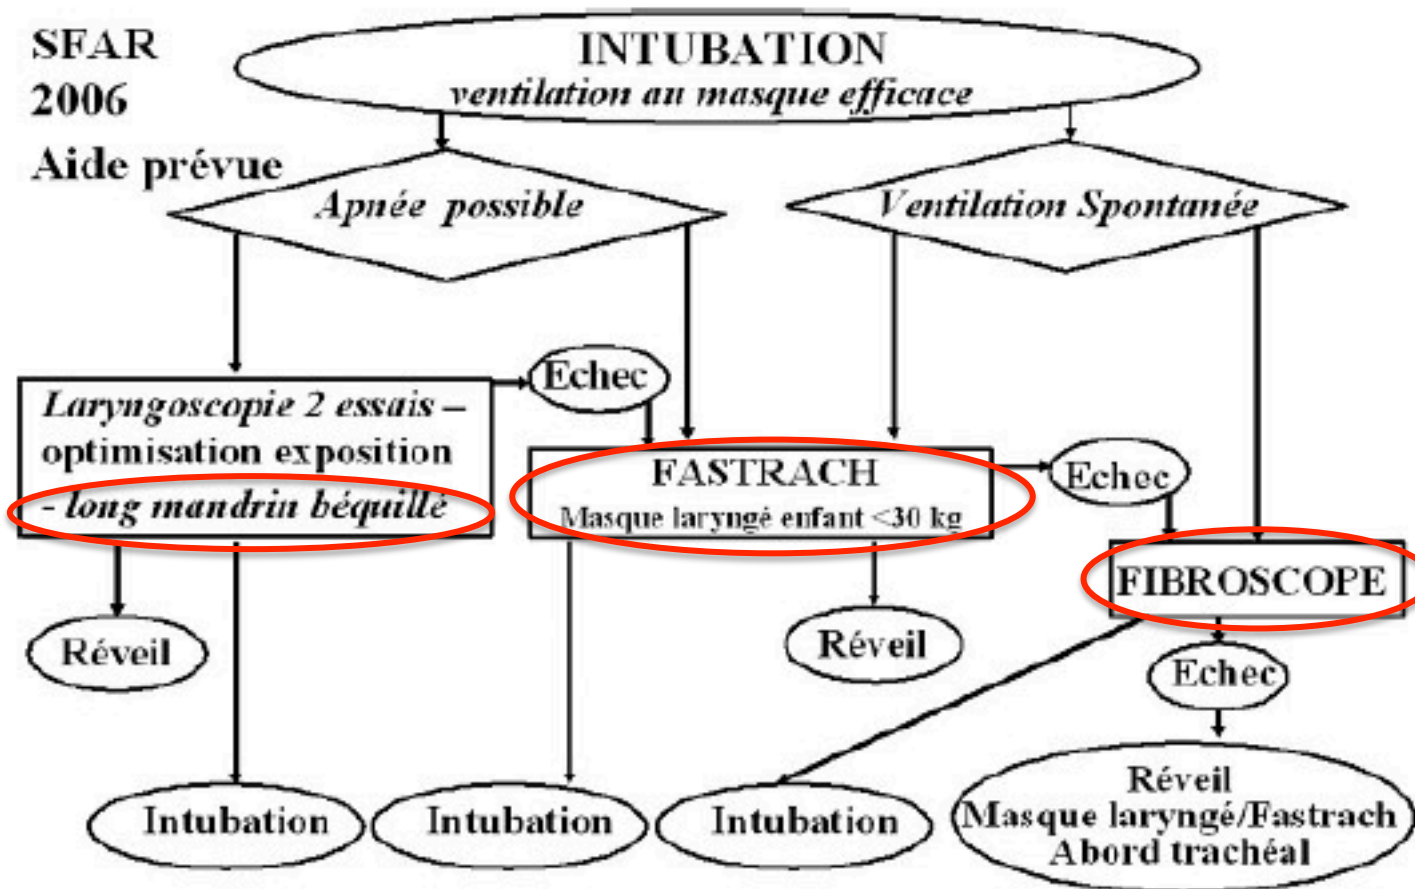 SFAR
2006
Aide prévue
INTUBATION
ventilation au masque efficace
Apnée possible
Ventilation Spontanée
Laryngoscopie 2 essais –
optimisation exposition
- long mandrin béquillé
Echec
FASTRACH
Masque laryngé enfant <30 kg
Echec
FIBROSCOPE
Réveil
Réveil
Echec
Intubation
Intubation
Intubation
Réveil
Masque laryngé/Fastrach
Abord trachéal